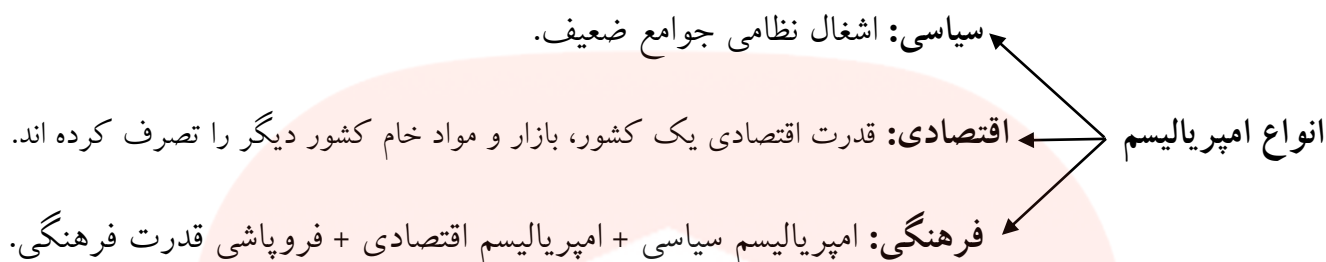 سیاسی: اشغال نظامی جوامع ضعیف.
انواع امپریالیسم
اقتصادی: قدرت اقتصادی یک کشور، بازار و مواد خام کشور دیگر را تصرف کرده اند.
فرهنگی: امپریالیسم سیاسی + امپریالیسم اقتصادی + فروپاشی قدرت فرهنگی.